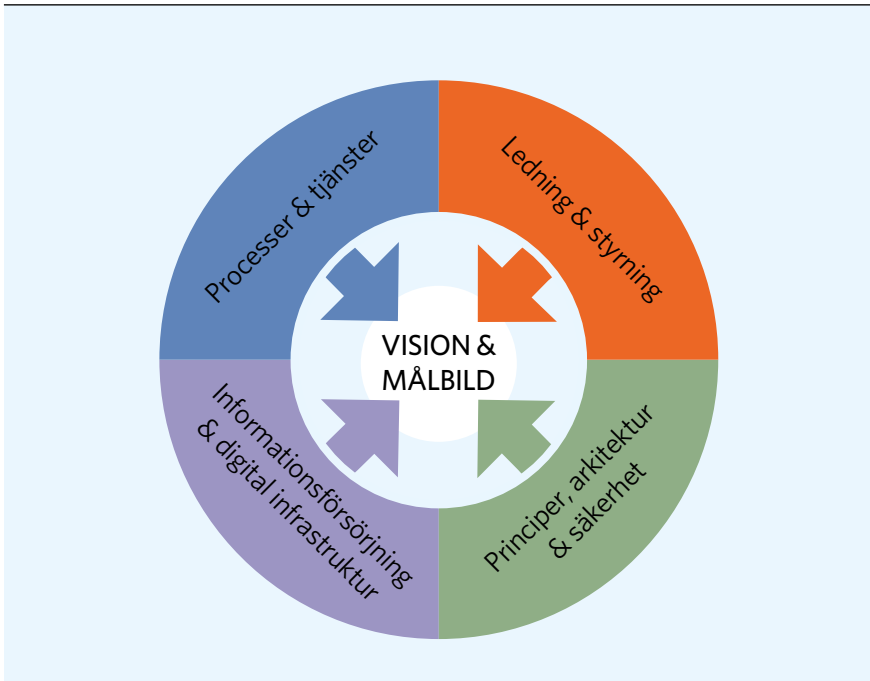 Processer & tjänster
Ledning & styrning
VISION &
MÅLBILD
Informationsförsörjning
& digital infrastruktur
Principer, arkitektur
& säkerhet